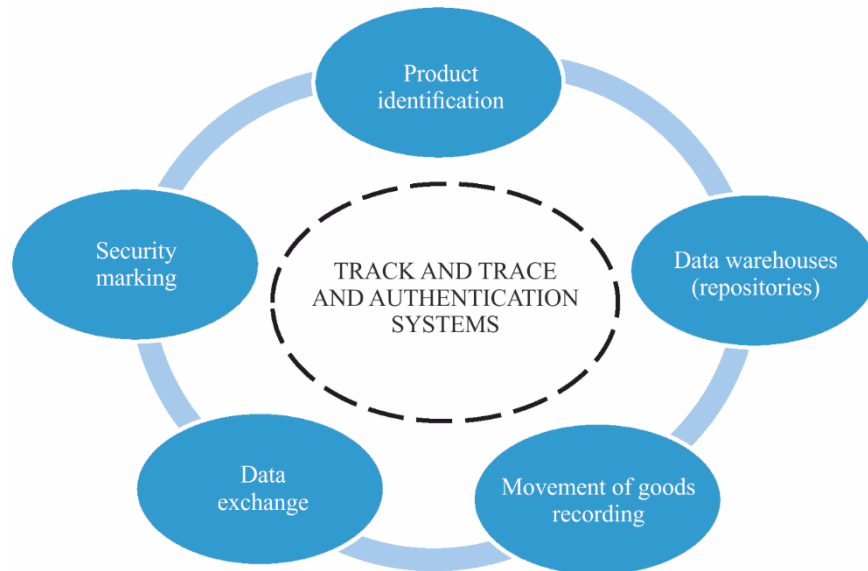 Product
identification
Security
marking
Data warehouses
(repositories)
TRACK AND TRACE
AND AUTHENTICATION
SYSTEMS
Data
exchange
Movement of goods
recording